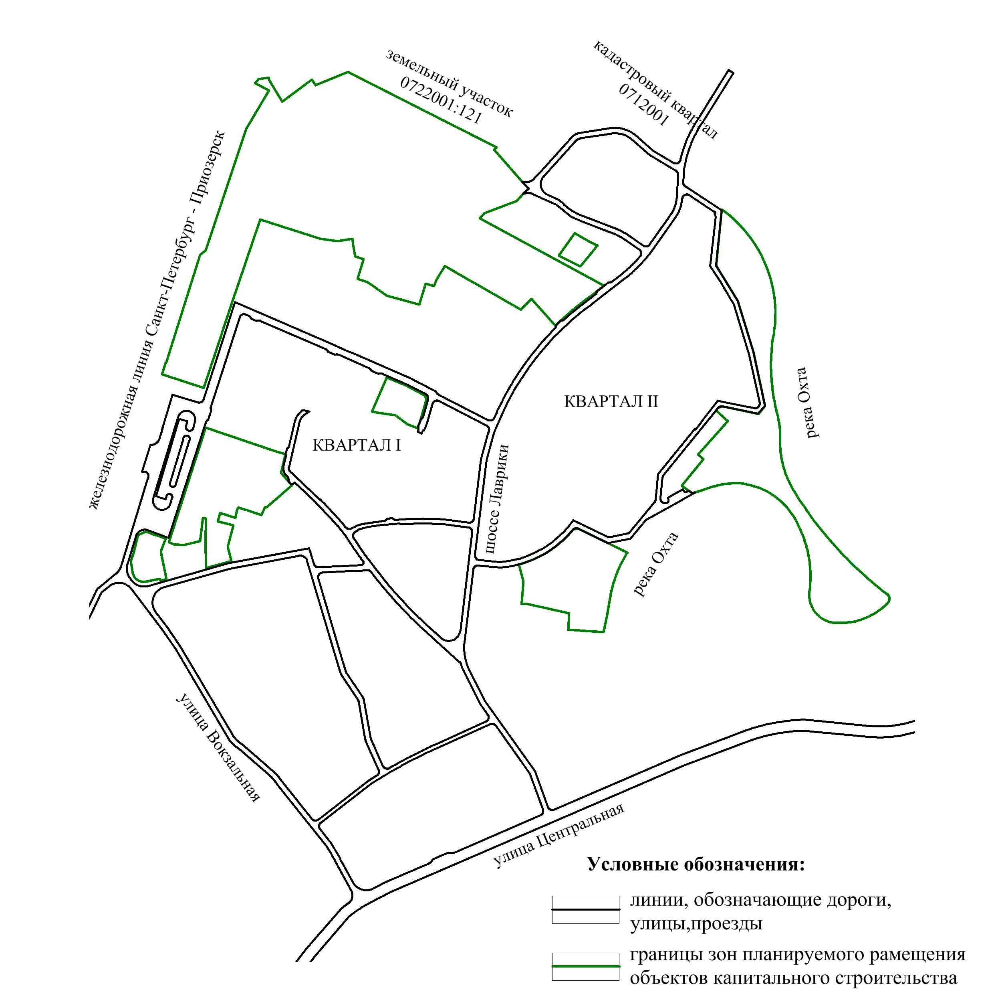 земельный участок
0722001:121
кадастровый квартал
0712001
железнодорожная линия Санкт-Петербург - Приозерск
КВАРТАЛ II
река Охта
КВАРТАЛ I
шоссе Лаврики
река Охта
улица Вокзальная
улица Центральная
Условные обозначения:
линии, обозначающие дороги,
улицы,проезды
границы зон планируемого рамещения
объектов капитального строительства